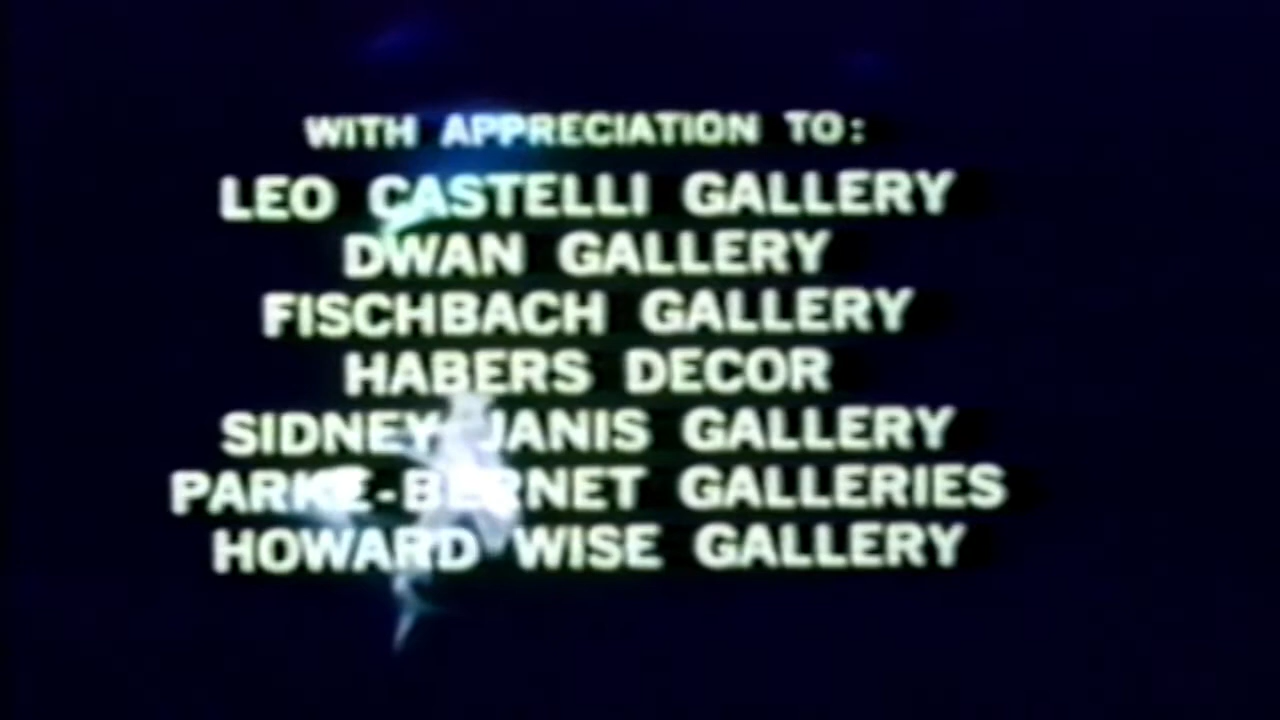 WITH APPRECIATION TO:
LEO CASTELLI GALLERY
DWAN GALLERY
FISCHBACH GALLERY
HABERS DECOR
SIDNEY JANIS GALLERY
PARKE-BERNET GALLERIES
HOWARD WISE GALLERY